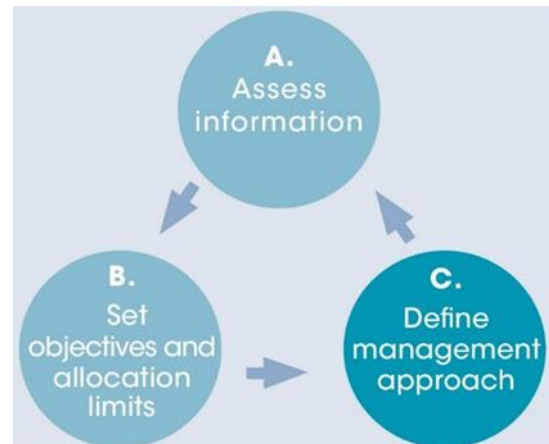 A.
Assess
information
B.
Set
objectives and
allocation
limits
C.
Define
management
approach